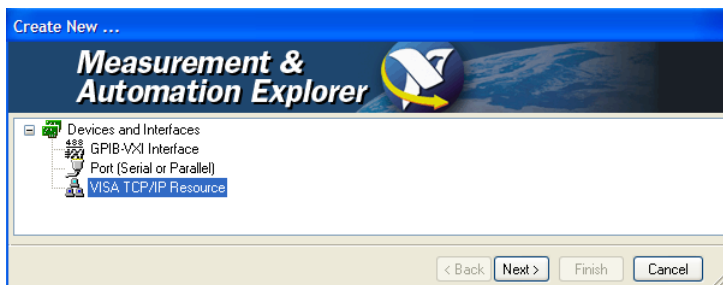 Create New ...
Measurement &
Automation Explorer
Devices and Interfaces
488 GPIB-VXI Interface
Port (Serial or Parallel)
VISA TCP/IP Resource
< Back Next > Finish Cancel